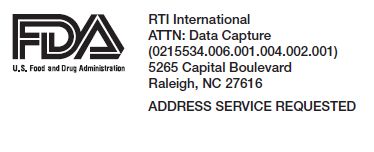 FDA
U.S. Food and Drug Administration
RTI International
ATTN: Data Capture
(0215534.006.001.004.002.001)
5265 Capital Boulevard
Raleigh, NC 27616
ADDRESS SERVICE REQUESTED